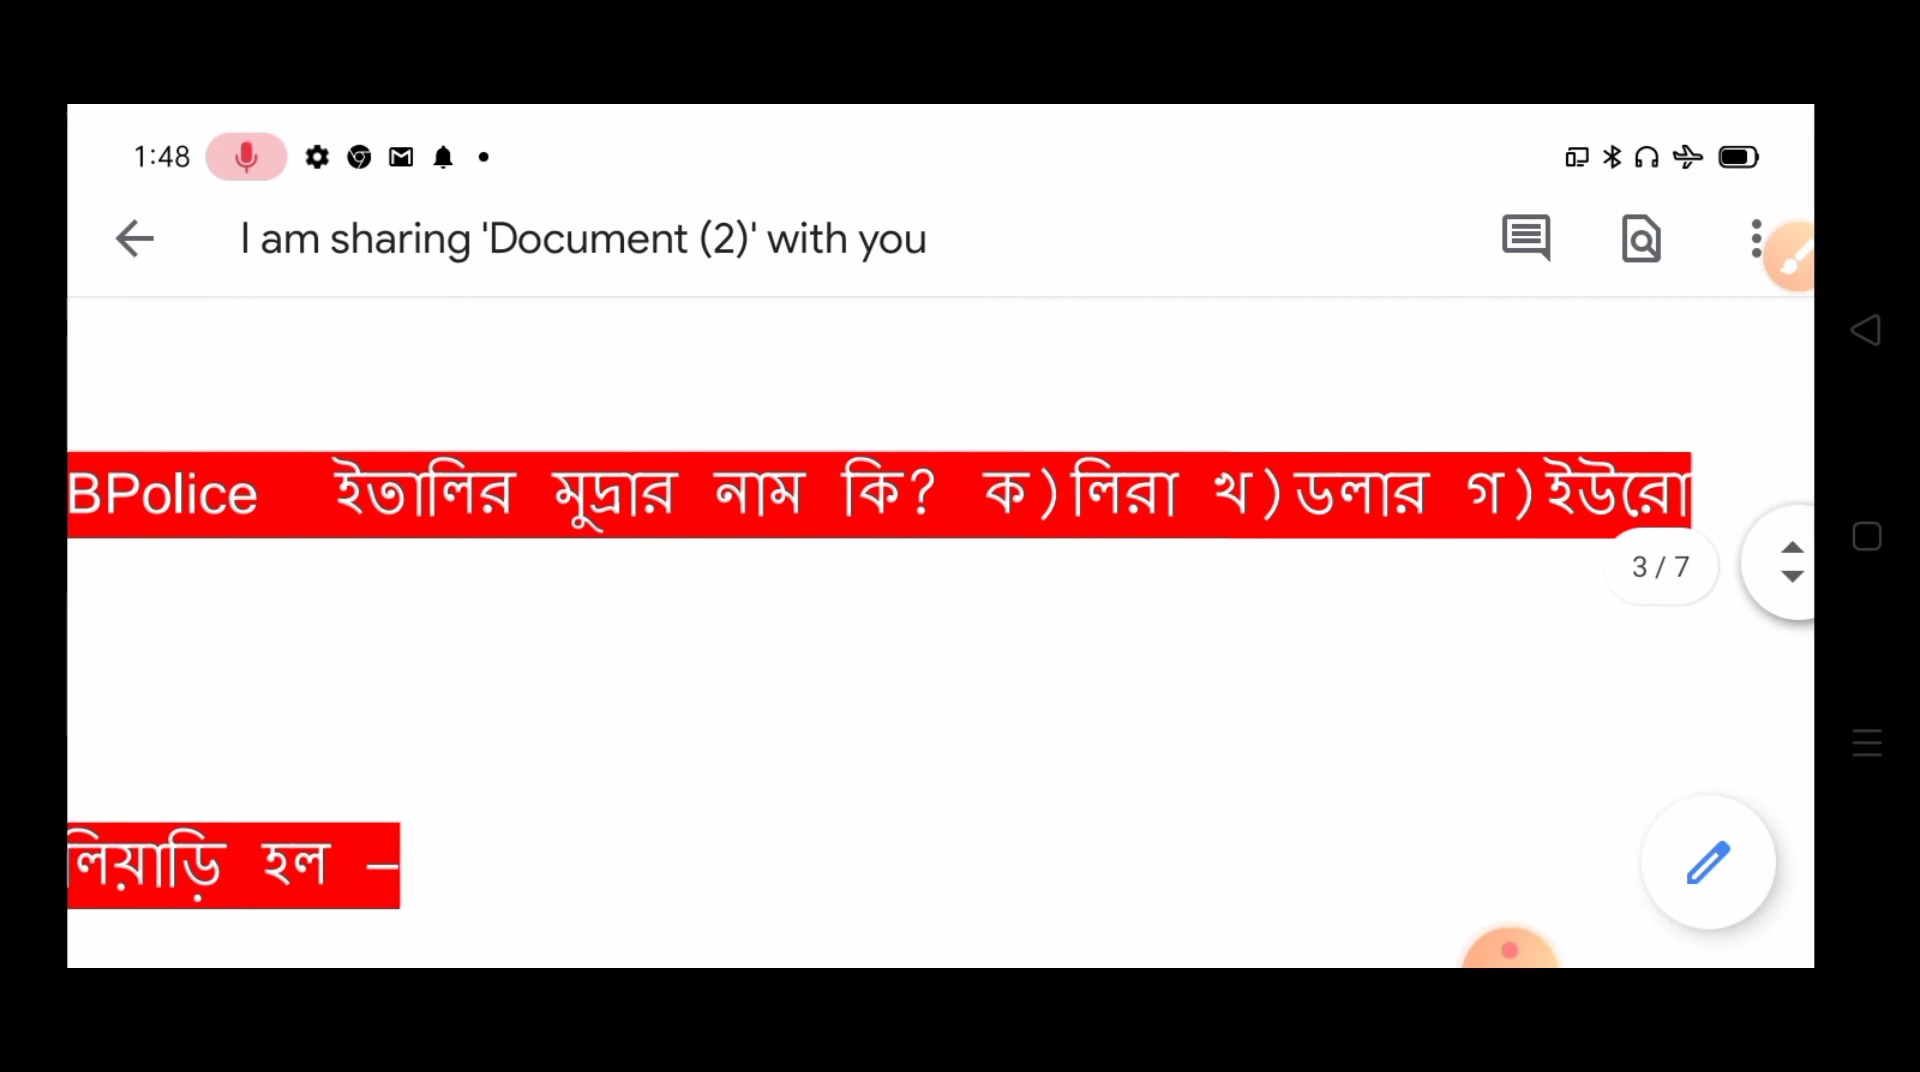 1:48
I am sharing 'Document (2)' with you
BPolice ইতালির মুদ্রার নাম কি? ক) লিরা খ) ডলার গ) ইউরো
3 / 7
লিয়াড়ি হল –